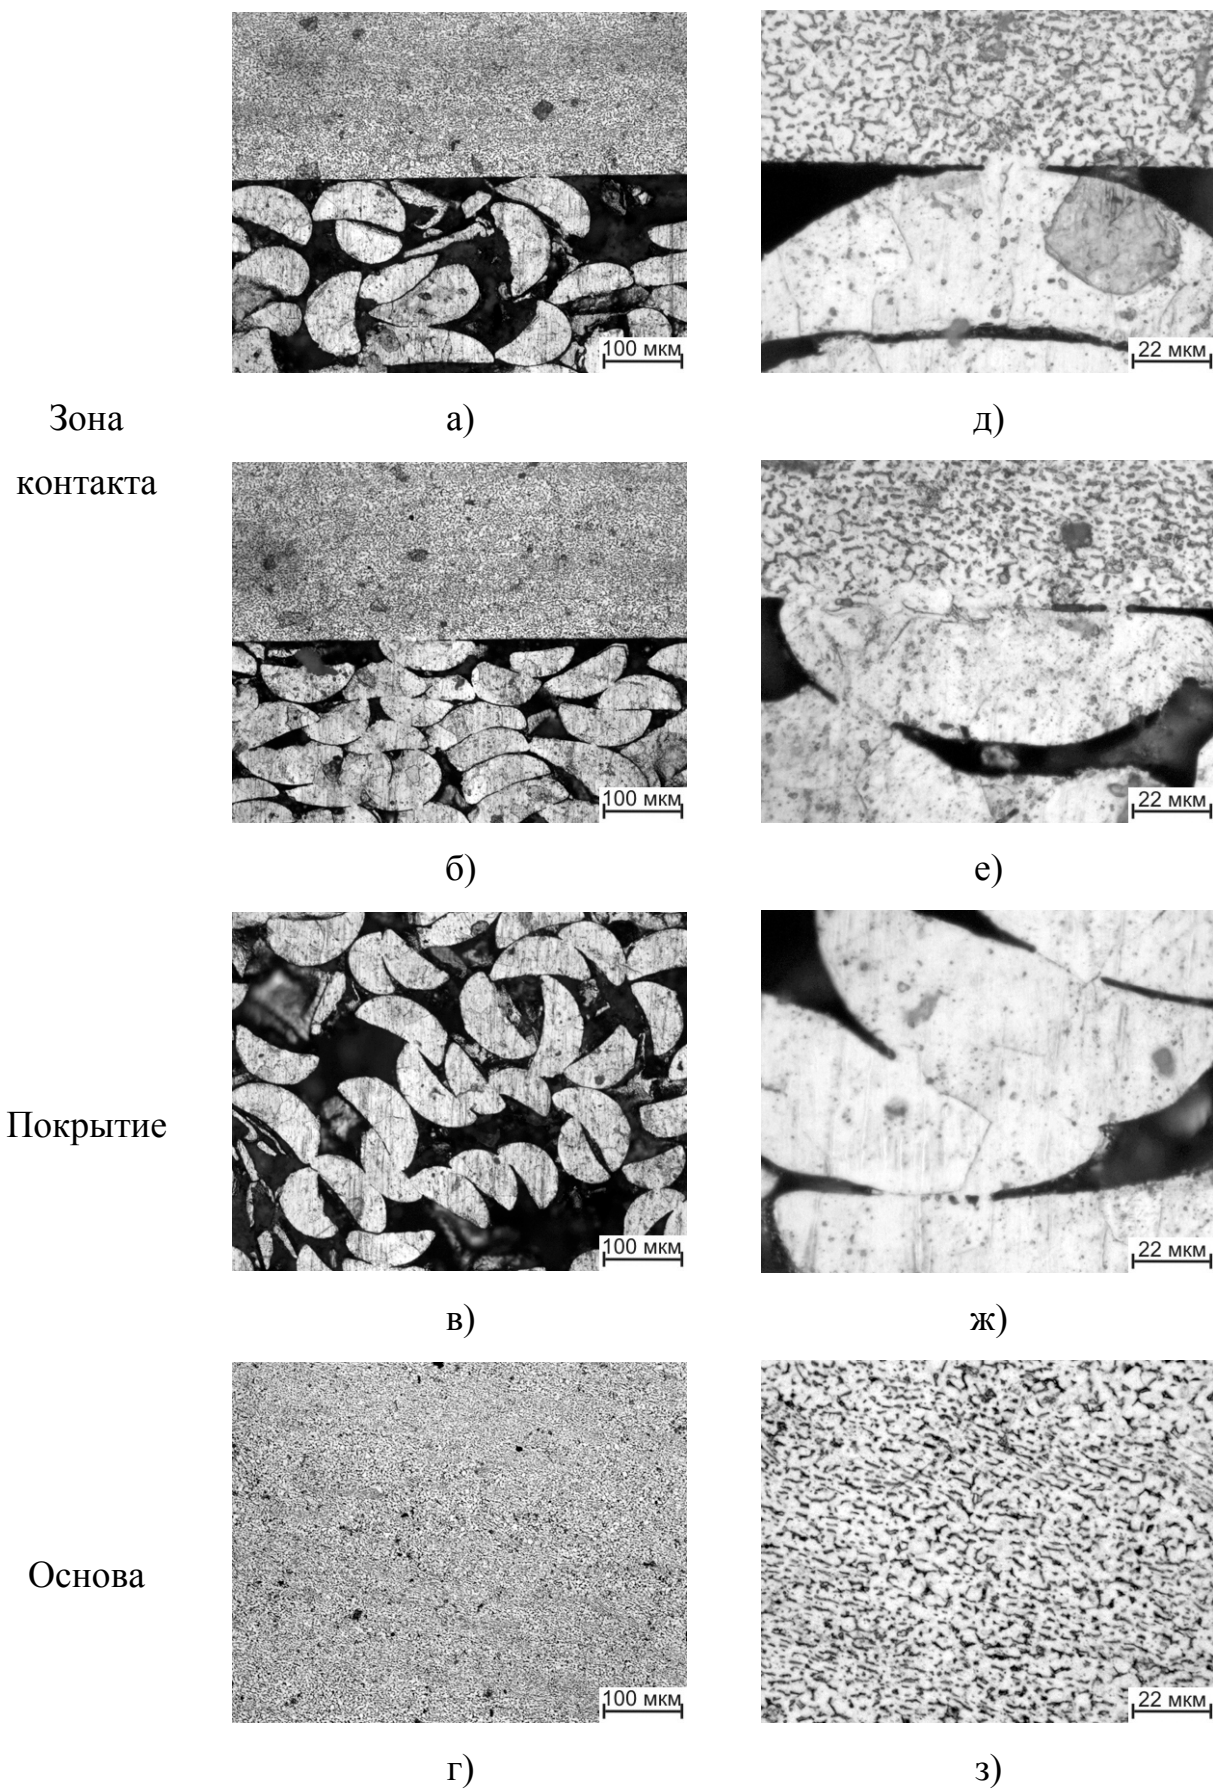 100 мкм
22 мкм
а)
д)
Зона
контакта
100 мкм
22 мкм
б)
е)
Покрытие
100 мкм
22 мкм
в)
ж)
Основа
100 мкм
22 мкм
г)
з)